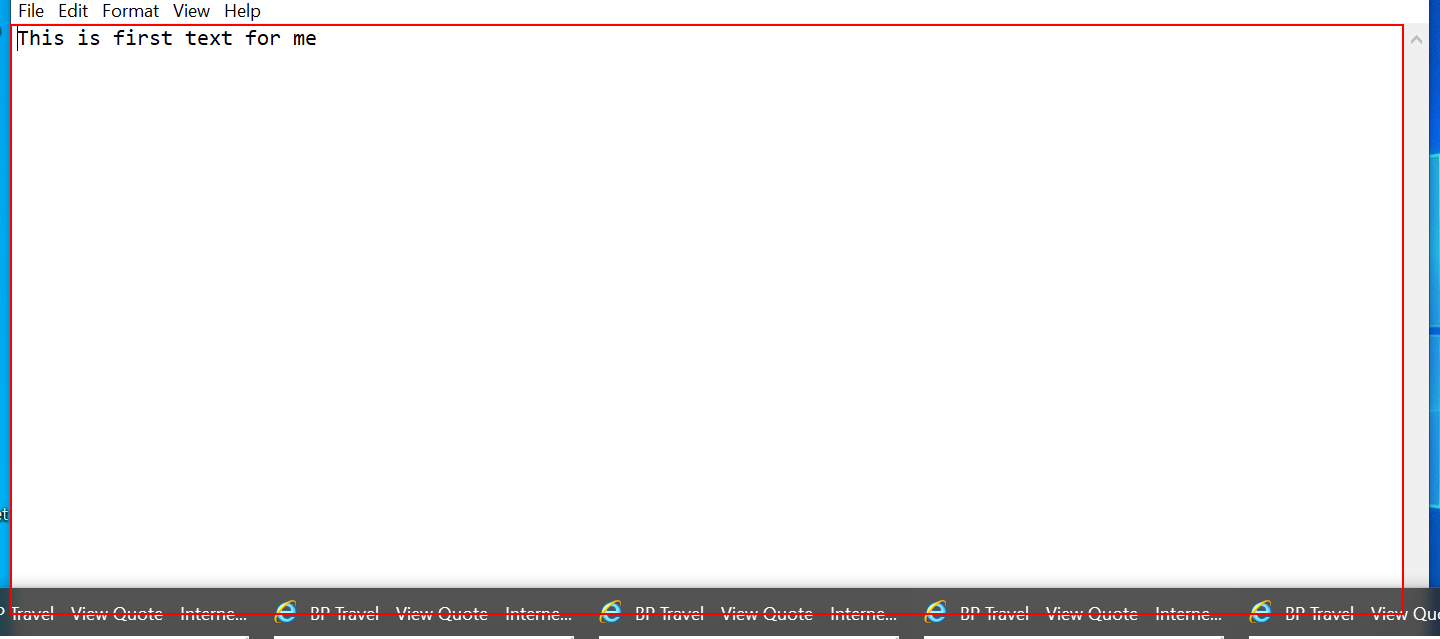 File Edit Format View Help
This is first text for me
et
P Travel View Quote Interne... BP Travel View Quote Interne... BP Travel View Quote Interne... BP Travel View Quote Interne... BP Travel View Quo